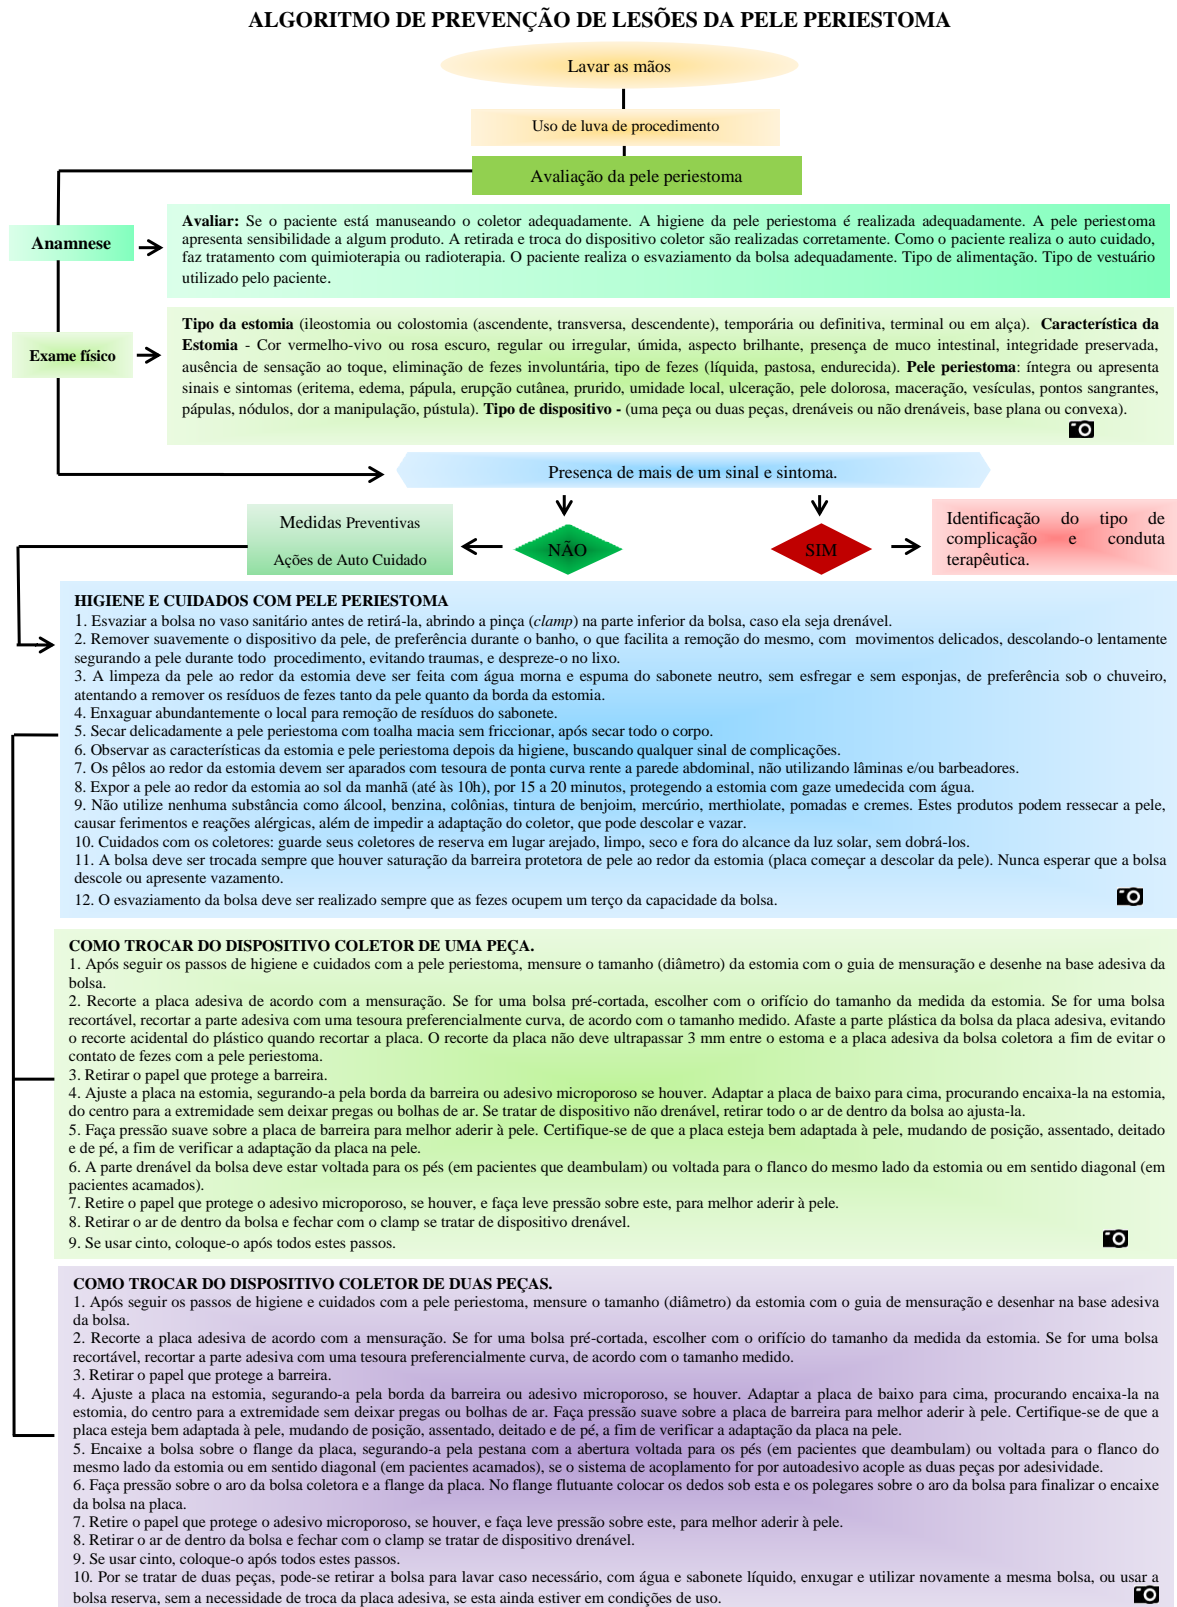 ALGORITMO DE PREVENÇÃO DE LESÕES DA PELE PERIESTOMA
Lavar as mãos
Uso de luva de procedimento
Avaliação da pele periestoma
Anamnese
Avaliar: Se o paciente está manuseando o coletor adequadamente. A higiene da pele periestoma é realizada adequadamente. A pele periestoma
apresenta sensibilidade a algum produto. A retirada e troca do dispositivo coletor são realizadas corretamente. Como o paciente realiza o auto cuidado,
faz tratamento com quimioterapia ou radioterapia. O paciente realiza o esvaziamento da bolsa adequadamente. Tipo de alimentação. Tipo de vestuário
utilizado pelo paciente.
Exame físico
Tipo da estomia (ileostomia ou colostomia (ascendente, transversa, descendente), temporária ou definitiva, terminal ou em alça). Característica da
Estomia - Cor vermelho-vivo ou rosa escuro, regular ou irregular, úmida, aspecto brilhante, presença de muco intestinal, integridade preservada,
ausência de sensação ao toque, eliminação de fezes involuntária, tipo de fezes (líquida, pastosa, endurecida). Pele periestoma: íntegra ou apresenta
sinais e sintomas (eritema, edema, pápula, erupção cutânea, prurido, umidade local, ulceração, pele dolorosa, maceração, vesículas, pontos sangrantes,
pápulas, nódulos, dor a manipulação, pústula). Tipo de dispositivo - (uma peça ou duas peças, drenáveis ou não drenáveis, base plana ou convexa).
Presença de mais de um sinal e sintoma.
Medidas Preventivas
Ações de Auto Cuidado
NÃO
SIM
Identificação do tipo de
complicação e conduta
terapêutica.
HIGIENE E CUIDADOS COM PELE PERIESTOMA
1. Esvaziar a bolsa no vaso sanitário antes de retirá-la, abrindo a pinça (clamp) na parte inferior da bolsa, caso ela seja drenável.
2. Remover suavemente o dispositivo da pele, de preferência durante o banho, o que facilita a remoção do mesmo, com movimentos delicados, descolando-o lentamente
segurando a pele durante todo procedimento, evitando traumas, e despreze-o no lixo.
3. A limpeza da pele ao redor da estomia deve ser feita com água morna e espuma do sabonete neutro, sem esfregar e sem esponjas, de preferência sob o chuveiro,
atentando a remover os resíduos de fezes tanto da pele quanto da borda da estomia.
4. Enxaguar abundantemente o local para remoção de resíduos do sabonete.
5. Secar delicadamente a pele periestoma com toalha macia sem friccionar, após secar todo o corpo.
6. Observar as características da estomia e pele periestoma depois da higiene, buscando qualquer sinal de complicações.
7. Os pêlos ao redor da estomia devem ser aparados com tesoura de ponta curva rente a parede abdominal, não utilizando lâminas e/ou barbeadores.
8. Expor a pele ao redor da estomia ao sol da manhã (até às 10h), por 15 a 20 minutos, protegendo a estomia com gaze umedecida com água.
9. Não utilize nenhuma substância como álcool, benzina, colônias, tintura de benjoim, mercúrio, merthiolate, pomadas e cremes. Estes produtos podem ressecar a pele,
causar ferimentos e reações alérgicas, além de impedir a adaptação do coletor, que pode descolar e vazar.
10. Cuidados com os coletores: guarde seus coletores de reserva em lugar arejado, limpo, seco e fora do alcance da luz solar, sem dobrá-los.
11. A bolsa deve ser trocada sempre que houver saturação da barreira protetora de pele ao redor da estomia (placa começar a descolar da pele). Nunca esperar que a bolsa
descole ou apresente vazamento.
12. O esvaziamento da bolsa deve ser realizado sempre que as fezes ocupem um terço da capacidade da bolsa.
COMO TROCAR DO DISPOSITIVO COLETOR DE UMA PEÇA.
1. Após seguir os passos de higiene e cuidados com a pele periestoma, mensure o tamanho (diâmetro) da estomia com o guia de mensuração e desenhe na base adesiva da
bolsa.
2. Recorte a placa adesiva de acordo com a mensuração. Se for uma bolsa pré-cortada, escolher com o orifício do tamanho da medida da estomia. Se for uma bolsa
recortável, recortar a parte adesiva com uma tesoura preferencialmente curva, de acordo com o tamanho medido. Afaste a parte plástica da bolsa da placa adesiva, evitando
o recorte acidental do plástico quando recortar a placa. O recorte da placa não deve ultrapassar 3 mm entre o estoma e a placa adesiva da bolsa coletora a fim de evitar o
contato de fezes com a pele periestoma.
3. Retirar o papel que protege a barreira.
4. Ajuste a placa na estomia, segurando-a pela borda da barreira ou adesivo microporoso se houver. Adaptar a placa de baixo para cima, procurando encaixa-la na estomia,
do centro para a extremidade sem deixar pregas ou bolhas de ar. Se tratar de dispositivo não drenável, retirar todo o ar de dentro da bolsa ao ajusta-la.
5. Faça pressão suave sobre a placa de barreira para melhor aderir à pele. Certifique-se de que a placa esteja bem adaptada à pele, mudando de posição, assentado, deitado
e de pé, a fim de verificar a adaptação da placa na pele.
6. A parte drenável da bolsa deve estar voltada para os pés (em pacientes que deambulam) ou voltada para o flanco do mesmo lado da estomia ou em sentido diagonal (em
pacientes acamados).
7. Retire o papel que protege o adesivo microporoso, se houver, e faça leve pressão sobre este, para melhor aderir à pele.
8. Retirar o ar de dentro da bolsa e fechar com o clamp se tratar de dispositivo drenável.
9. Se usar cinto, coloque-o após todos estes passos.
COMO TROCAR DO DISPOSITIVO COLETOR DE DUAS PEÇAS.
1. Após seguir os passos de higiene e cuidados com a pele periestoma, mensure o tamanho (diâmetro) da estomia com o guia de mensuração e desenhar na base adesiva
da bolsa.
2. Recorte a placa adesiva de acordo com a mensuração. Se for uma bolsa pré-cortada, escolher com o orifício do tamanho da medida da estomia. Se for uma bolsa
recortável, recortar a parte adesiva com uma tesoura preferencialmente curva, de acordo com o tamanho medido.
3. Retirar o papel que protege a barreira.
4. Ajuste a placa na estomia, segurando-a pela borda da barreira ou adesivo microporoso, se houver. Adaptar a placa de baixo para cima, procurando encaixa-la na
estomia, do centro para a extremidade sem deixar pregas ou bolhas de ar. Faça pressão suave sobre a placa de barreira para melhor aderir à pele. Certifique-se de que a
placa esteja bem adaptada à pele, mudando de posição, assentado, deitado e de pé, a fim de verificar a adaptação da placa na pele.
5. Encaixe a bolsa sobre o flange da placa, segurando-a pela pestana com a abertura voltada para os pés (em pacientes que deambulam) ou voltada para o flanco do
mesmo lado da estomia ou em sentido diagonal (em pacientes acamados), se o sistema de acoplamento for por autoadesivo acople as duas peças por adesividade.
6. Faça pressão sobre o aro da bolsa coletora e a flange da placa. No flange flutuante colocar os dedos sob esta e os polegares sobre o aro da bolsa para finalizar o encaixe
da bolsa na placa.
7. Retire o papel que protege o adesivo microporoso, se houver, e faça leve pressão sobre este, para melhor aderir à pele.
8. Retirar o ar de dentro da bolsa e fechar com o clamp se tratar de dispositivo drenável.
9. Se usar cinto, coloque-o após todos estes passos.
10. Por se tratar de duas peças, pode-se retirar a bolsa para lavar caso necessário, com água e sabonete líquido, enxugar e utilizar novamente a mesma bolsa, ou usar a
bolsa reserva, sem a necessidade de troca da placa adesiva, se esta ainda estiver em condições de uso.